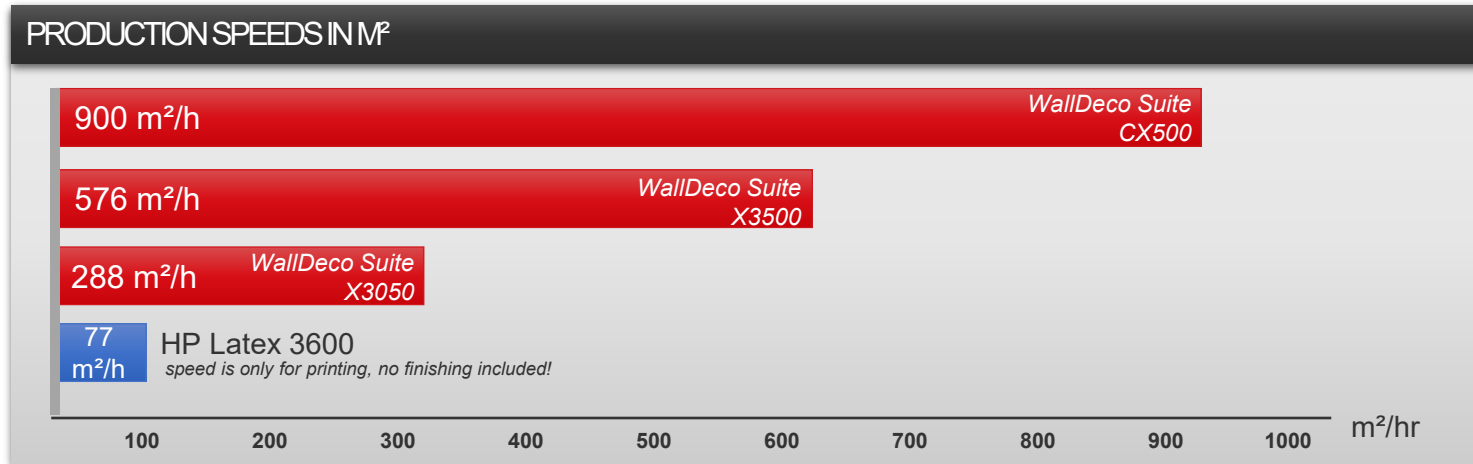 PRODUCTION SPEEDS IN M²
900 m²/h
WallDeco Suite
CX500
576 m²/h
WallDeco Suite
X3500
288 m²/h
WallDeco Suite
X3050
77
m²/h
HP Latex 3600
speed is only for printing, no finishing included!
100 200 300 400 500 600 700 800 900 1000 m²/hr